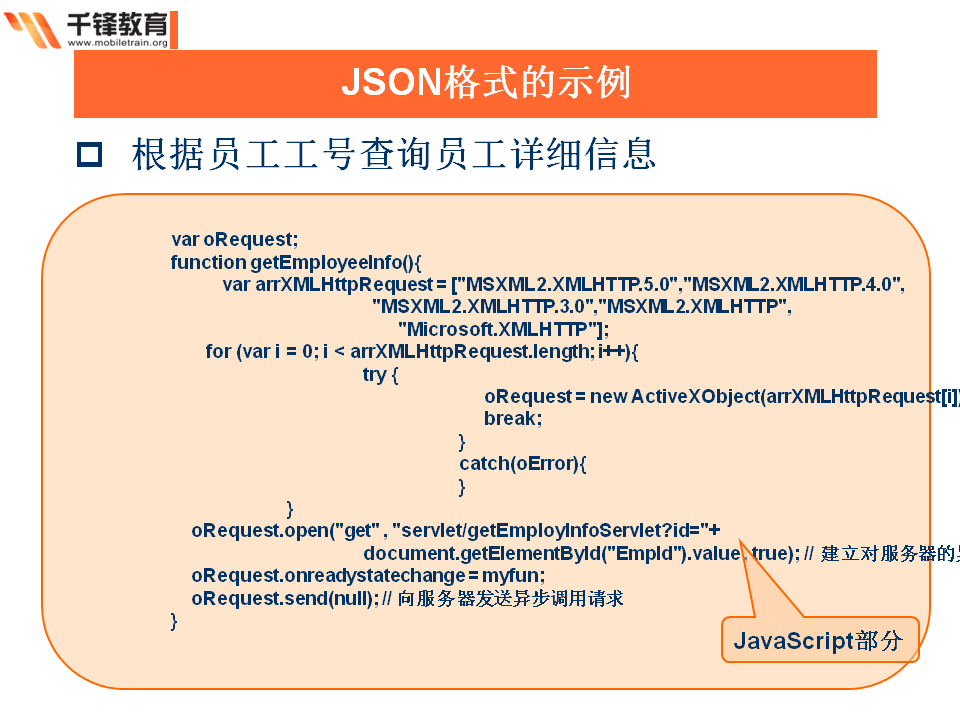 千锋教育
www.mobiletrain.org
JSON格式的示例
根据员工工号查询员工详细信息
var oRequest;
function getEmployeeInfo(){
var arrXMLHttpRequest = ["MSXML2.XMLHTTP.5.0","MSXML2.XMLHTTP.4.0",
"MSXML2.XMLHTTP.3.0","MSXML2.XMLHTTP",
"Microsoft.XMLHTTP"];
for (var i = 0; i < arrXMLHttpRequest.length; i++){
try {
oRequest = new ActiveXObject(arrXMLHttpRequest[i])
break;
}
catch(oError){
}
}
oRequest.open("get" , "servlet/getEmployInfoServlet?id="+
document.getElementById("EmpId").value, true); // 建立对服务器的
oRequest.onreadystatechange = myfun;
oRequest.send(null); // 向服务器发送异步调用请求
}
JavaScript部分